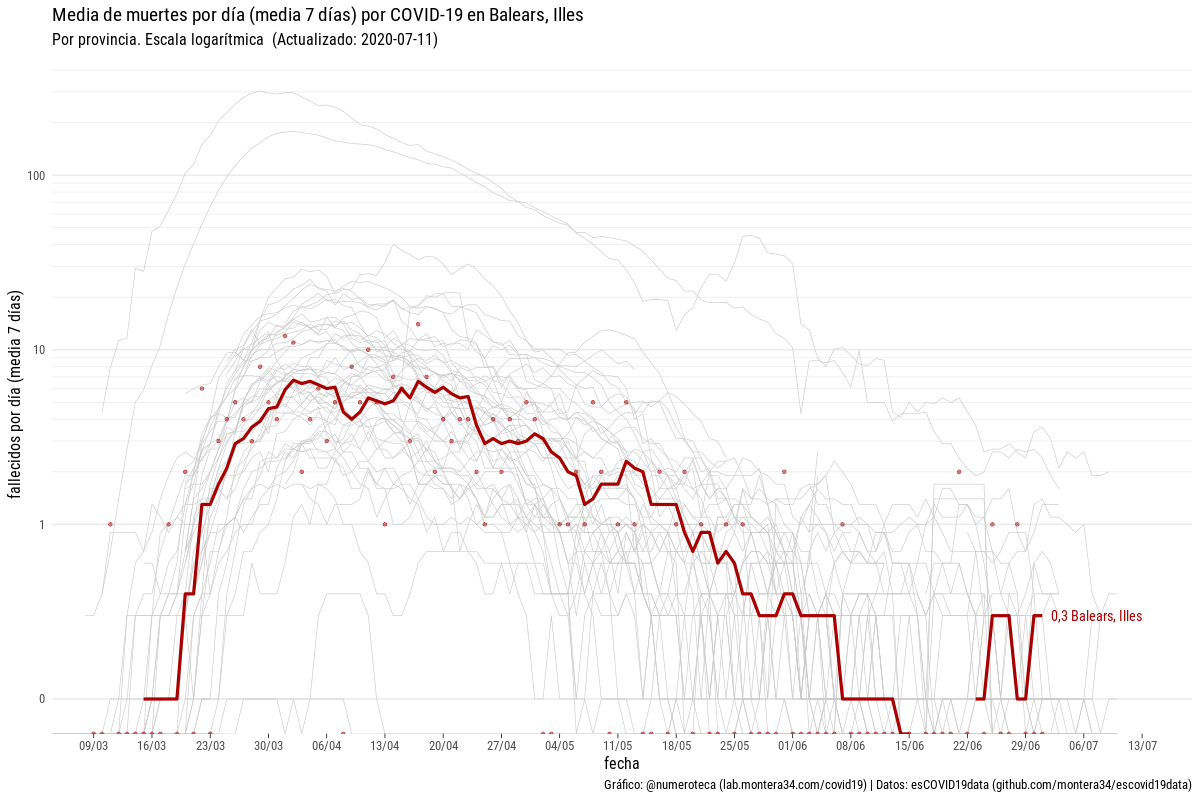 Media de muertes por día (media 7 días) por COVID-19 en Balears, Illes
Por provincia. Escala logarítmica (Actualizado: 2020-07-11)
fallecidos por día (media 7 días)
100
10
1
0
0,3 Balears, Illes
09/03 16/03 23/03 30/03 06/04 13/04 20/04 27/04 04/05 11/05 18/05 25/05 01/06 08/06 15/06 22/06 29/06 06/07 13/07
fecha
Gráfico: @numeroteca (lab.montera34.com/covid19) | Datos: esCOVID19data (github.com/montera34/escovid19data)